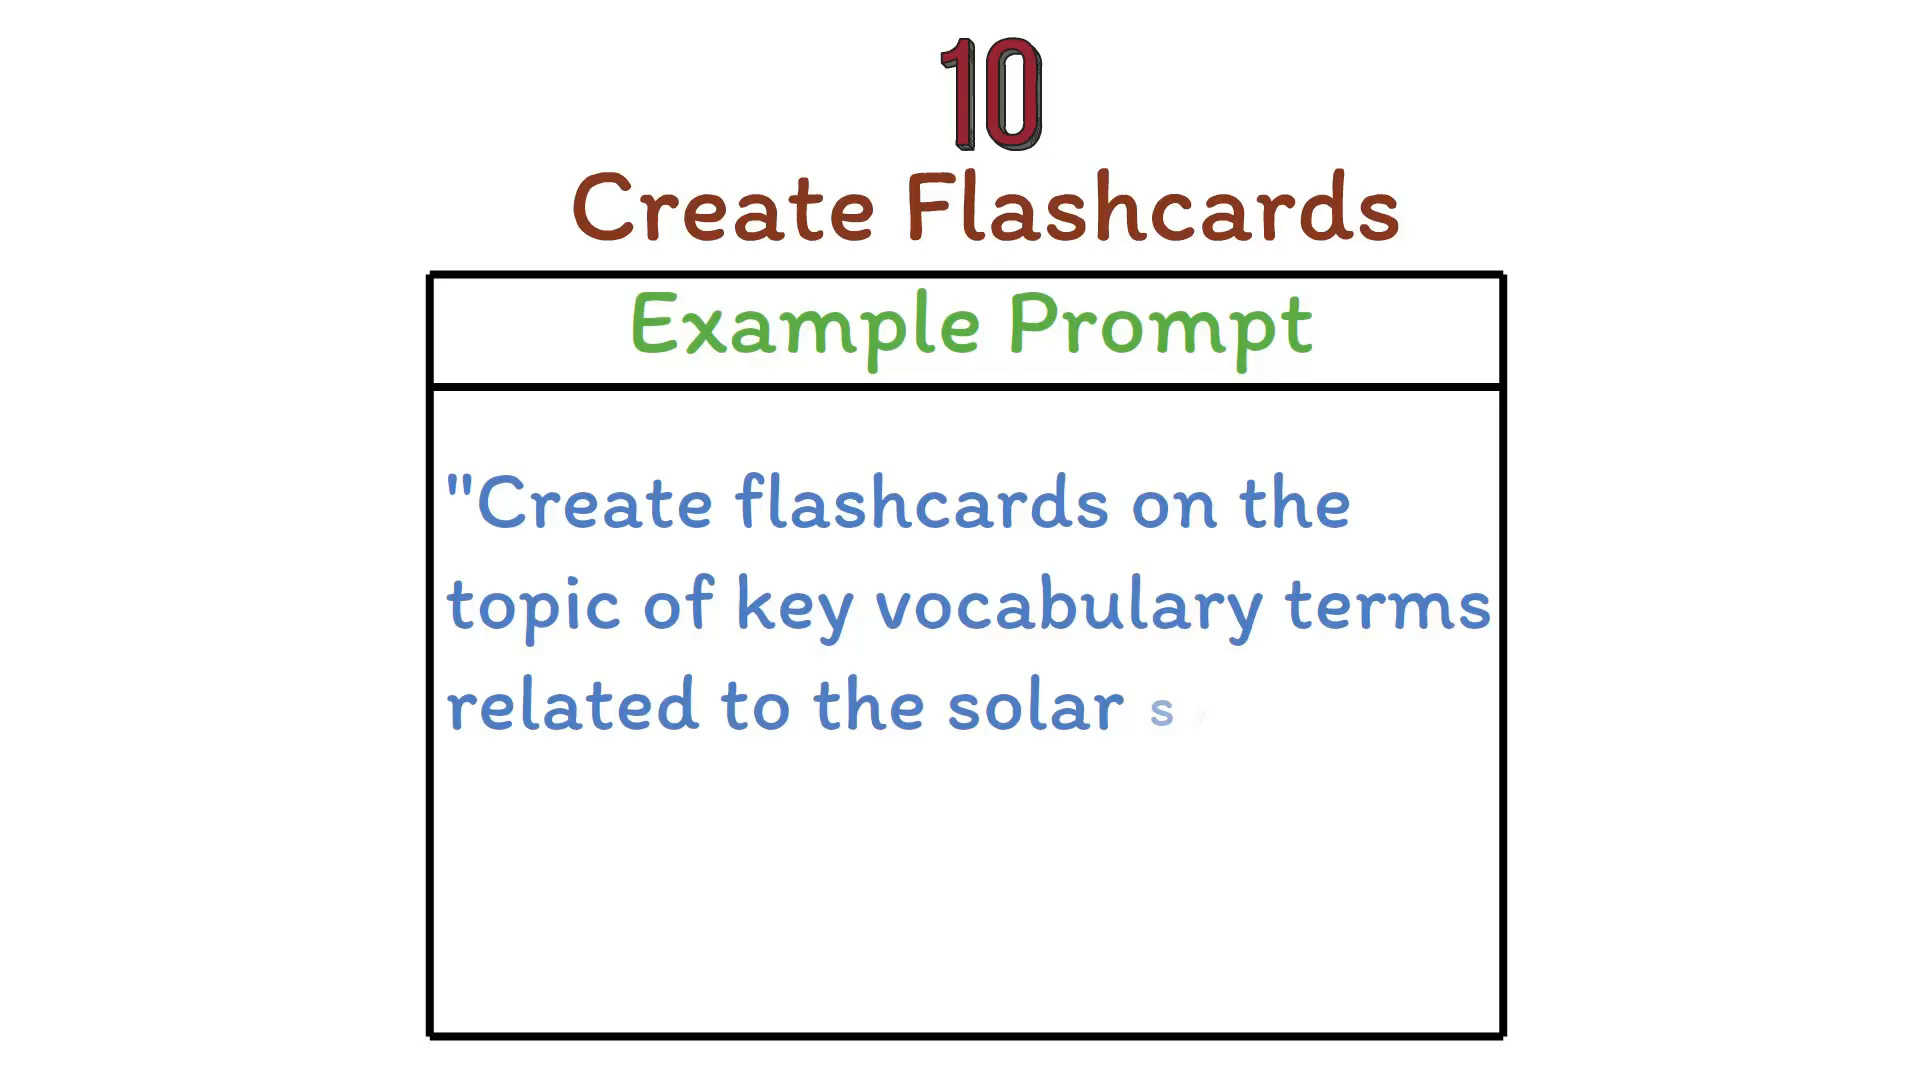 10
Create Flashcards
Example Prompt
"Create flashcards on the
topic of key vocabulary terms
related to the solar s